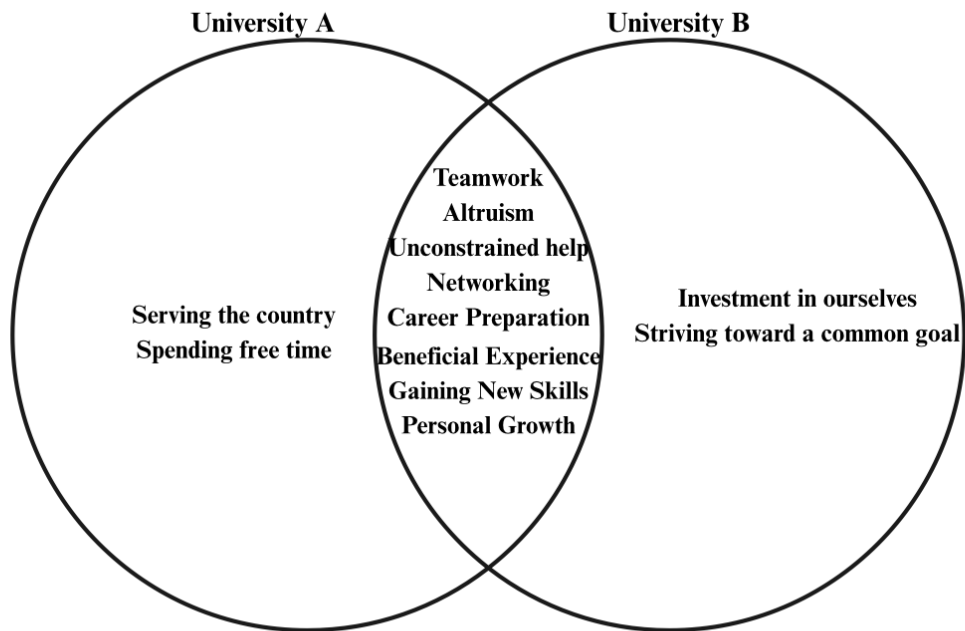 University A
University B
Teamwork
Altruism
Unconstrained help
Networking
Career Preparation
Beneficial Experience
Gaining New Skills
Personal Growth
Serving the country
Spending free time
Investment in ourselves
Striving toward a common goal